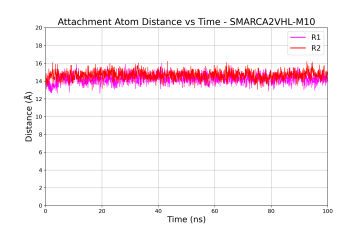 Attachment Atom Distance vs Time - SMARCA2VHL-M10
20
18
16
14
12
10
8
6
4
2
0
Distance (Å)
R1
R2
0 20 40 60 80 100
Time (ns)